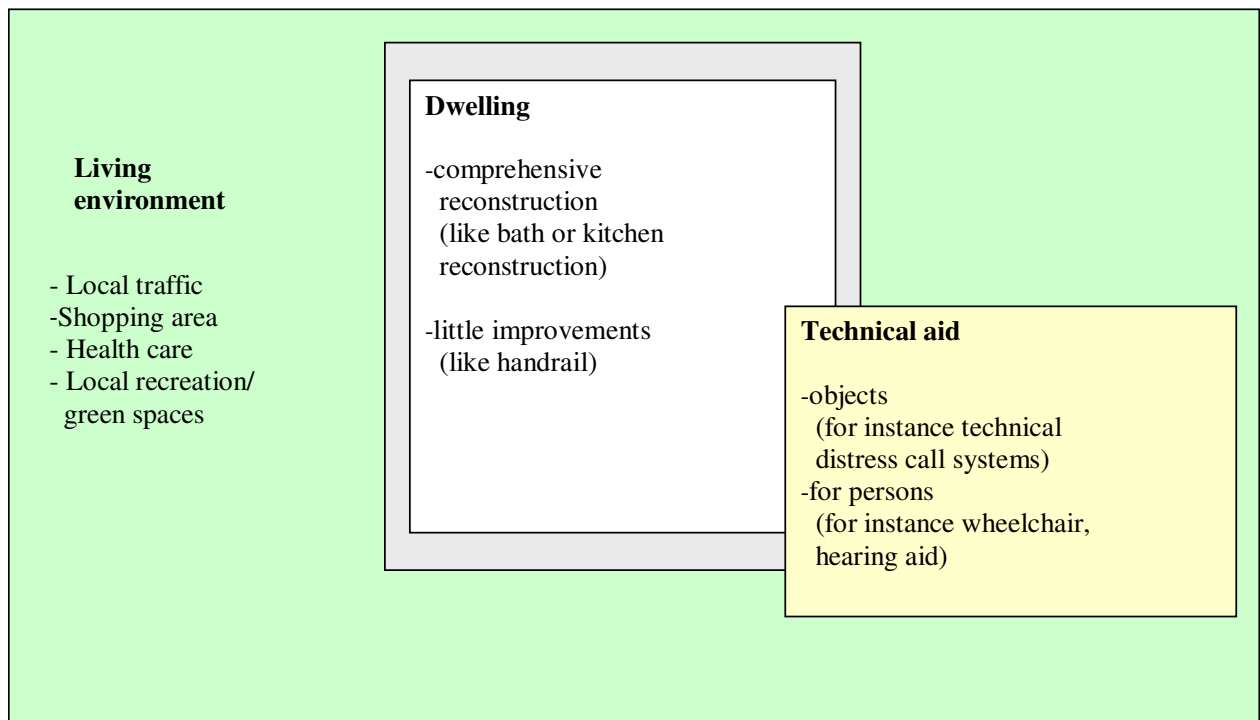 Living
environment
- Local traffic
-Shopping area
- Health care
- Local recreation/
green spaces
Dwelling
-comprehensive
reconstruction
(like bath or kitchen
reconstruction)
-little improvements
(like handrail)
Technical aid
-objects
(for instance technical
distress call systems)
-for persons
(for instance wheelchair,
hearing aid)